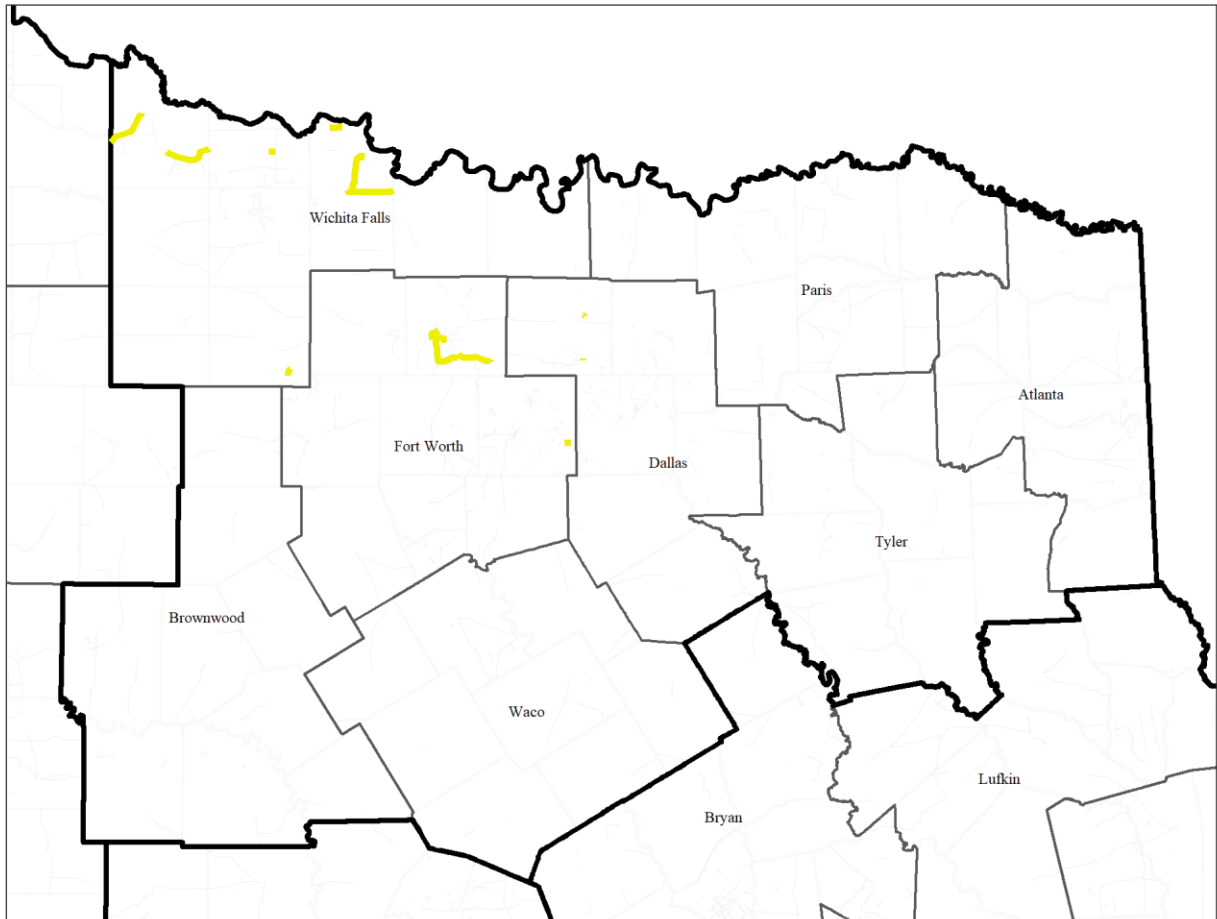 Wichita Falls
Paris
Atlanta
Fort Worth
Dallas
Tyler
Brownwood
Waco
Lufkin
Bryan